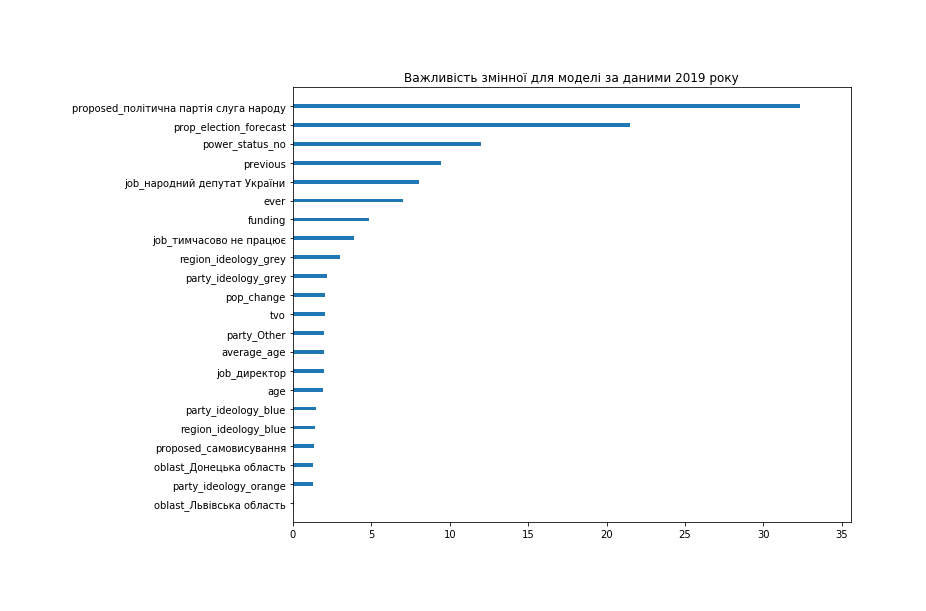 Важливість змінної для моделі за даними 2019 року
proposed_політична партія слуга народу
prop_election_forecast
power_status_no
previous
job_народний депутат України
ever
funding
job_тимчасово не працює
region_ideology_grey
party_ideology_grey
pop_change
tvo
party_Other
average_age
job_директор
age
party_ideology_blue
region_ideology_blue
proposed_самовисування
oblast_Донецька область
party_ideology_orange
oblast_Львівська область
0 5 10 15 20 25 30 35